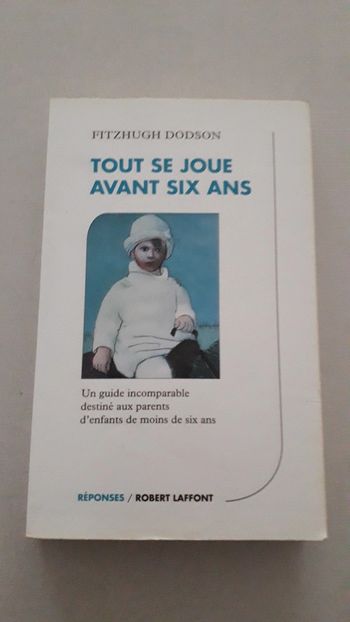 FITZHUGH DODSON
TOUT SE JOUE
AVANT SIX ANS
Un guide incomparable
destiné aux parents
d'enfants de moins de six ans
RÉPONSES / ROBERT LAFFONT